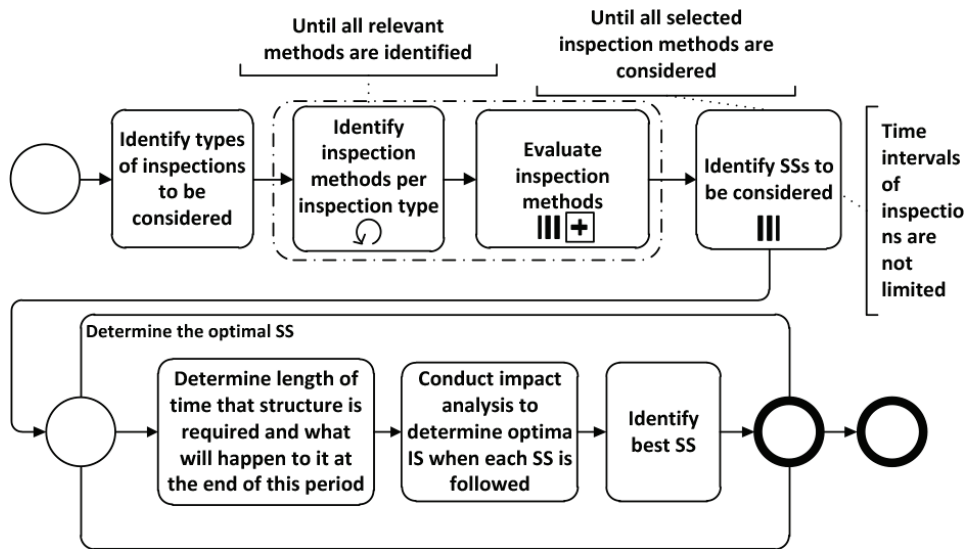 Until all relevant
methods are identified
Until all selected
inspection methods are
considered
Identify types
of inspections
to be
considered
Identify
inspection
methods per
inspection type
Evaluate
inspection
methods
Identify SSs to
be considered
Time
intervals
of
inspectio
ns are
not
limited
Determine the optimal SS
Determine length of
time that structure is
required and what
will happen to it at
the end of this period
Conduct impact
analysis to
determine optima
IS when each SS is
followed
Identify
best SS